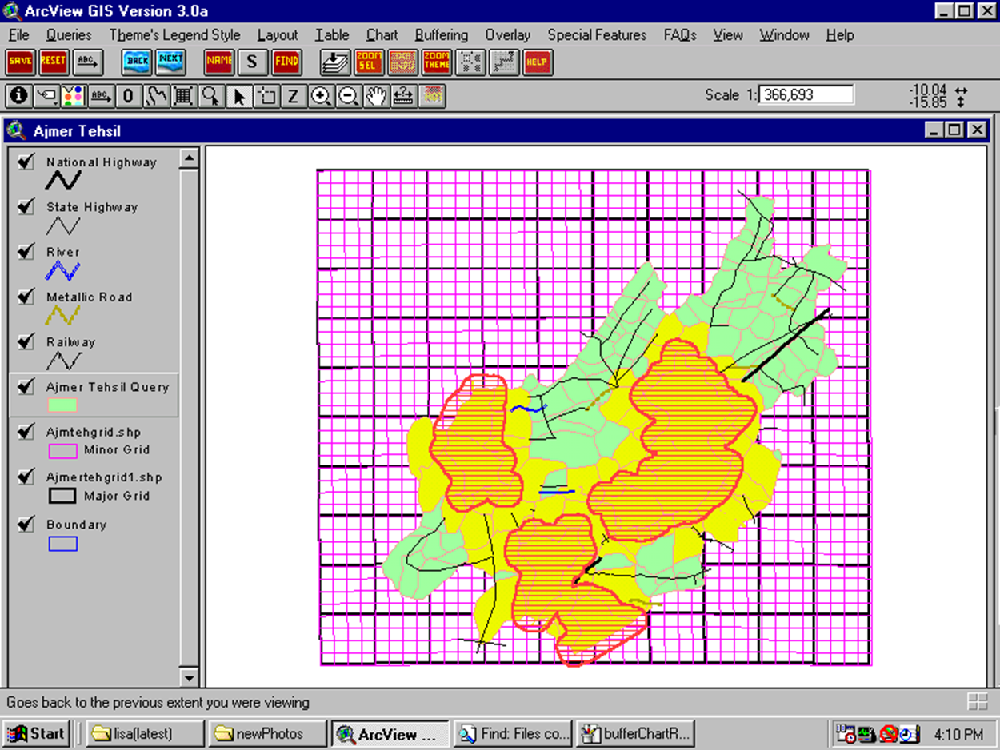 ArcView GIS Version 3.0a
File Queries Theme's Legend Style Layout Table Chart Buffering Overlay Special Features FAQs View Window Help
SAVE RESET ABC BACK NEXT NAME S FIND ZOOM SEL ZOOM THEME HELP
ABC 0 Z Scale 1: 366,693 -10.04
-15.85
Ajmer Tehsil
National Highway
State Highway
River
Metallic Road
Railway
Ajmer Tehsil Query
Ajmtehgrid.shp
Minor Grid
Ajmertehgrid1.shp
Major Grid
Boundary
Goes back to the previous extent you were viewing
Start lisa(latest) newPhotos ArcView ... Find: Files co... bufferChartR... 4:10 PM